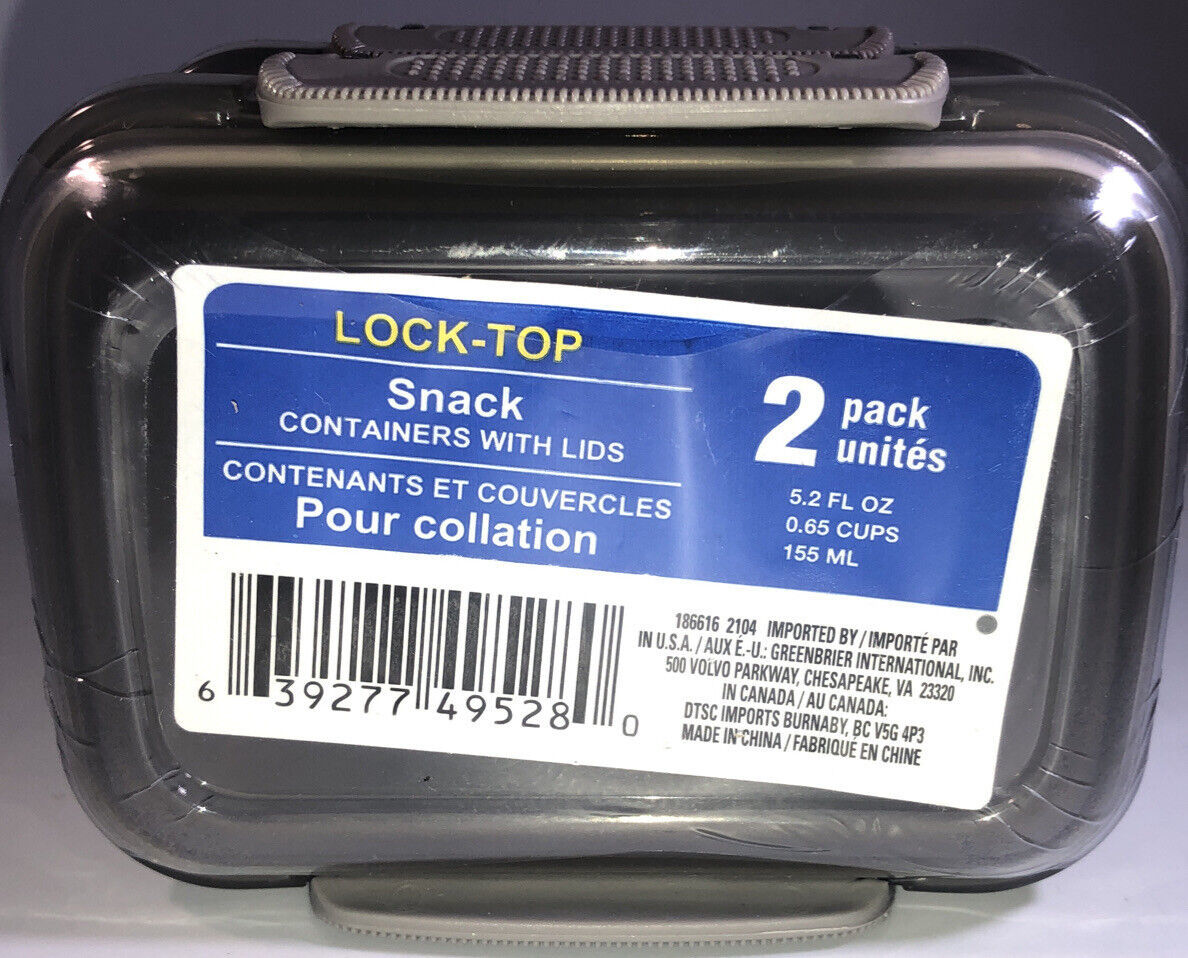 LOCK-TOP
Snack
CONTAINERS WITH LIDS
CONTENANTS ET COUVERCLES
Pour collation
2 pack
unités
5.2 FL OZ
0.65 CUPS
155 ML
6 39277 49528 0
186616 2104 IMPORTED BY / IMPORTÉ PAR
IN U.S.A. / AUX É.-U.: GREENBRIER INTERNATIONAL, INC.
500 VOLVO PARKWAY, CHESAPEAKE, VA 23320
IN CANADA / AU CANADA:
DTSC IMPORTS BURNABY, BC V5G 4P3
MADE IN CHINA / FABRIQUÉ EN CHINE